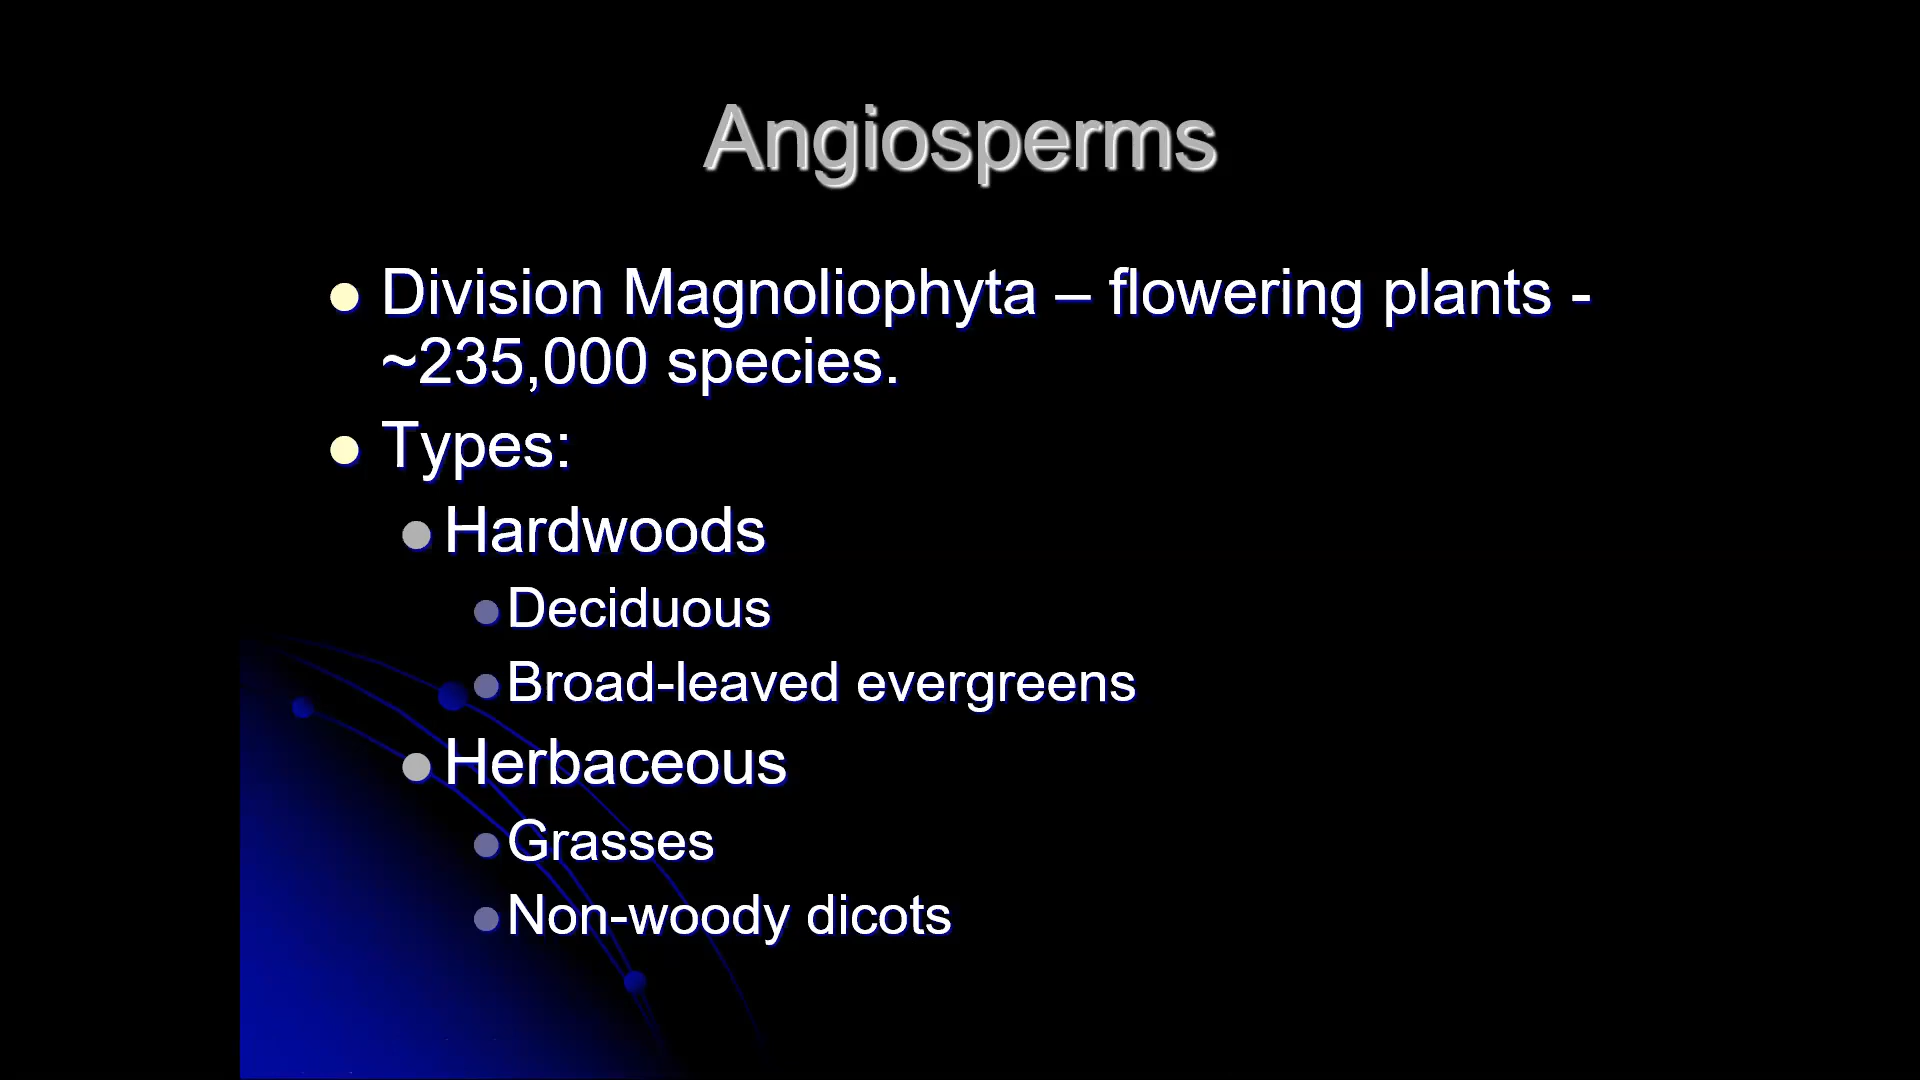 Angiosperms
Division Magnoliophyta – flowering plants -
~235,000 species.
Types:
Hardwoods
Deciduous
Broad-leaved evergreens
Herbaceous
Grasses
Non-woody dicots